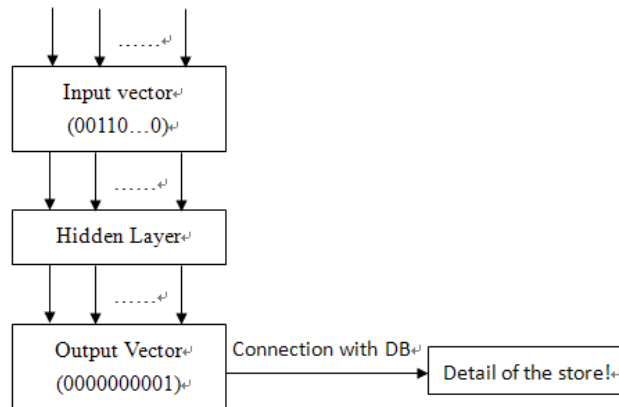 ......↵
Input vector↵
(00110…0)↵
......↵
Hidden Layer↵
......↵
Output Vector↵
(0000000001)↵
Connection with DB↵
Detail of the store!↵